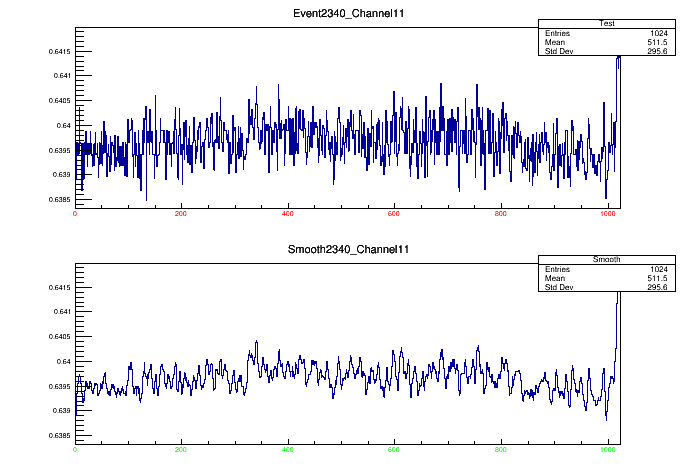 Event2340_Channel11
Test
Entries 1024
Mean 511.5
Std Dev 295.6
0.6415
0.641
0.6405
0.64
0.6395
0.639
0.6385
0 200 400 600 800 1000
Smooth2340_Channel11
Smooth
Entries 1024
Mean 511.5
Std Dev 295.6
0.6415
0.641
0.6405
0.64
0.6395
0.639
0.6385
0 200 400 600 800 1000